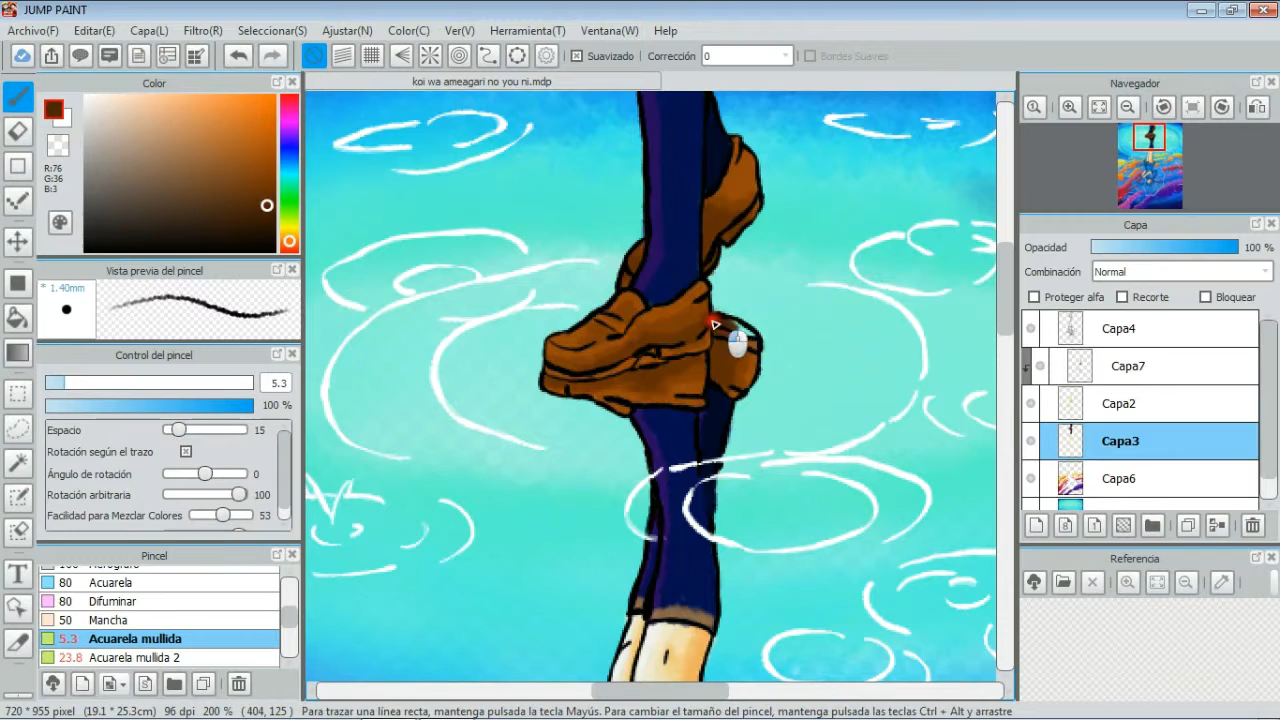 JUMP PAINT
Archivo(F) Editar(E) Capa(L) Filtro(R) Seleccionar(S) Ajustar(N) Color(C) Ver(V) Herramienta(T) Ventana(W) Help
Suavizado Corrección 0 Bordes Suaves
Color
koi wa ameagari no you ni.mdp
Navegador
R:76
G:36
B:3
Capa
Opacidad 100 %
Combinación Normal
Proteger alfa Recorte Bloquear
Vista previa del pincel
* 1.40mm
Capa4
Control del pincel
Capa7
5.3
100 %
Capa2
Espacio 15
Rotación según el trazo
Capa3
Ángulo de rotación 0
Rotación arbitraria 100
Capa6
Facilidad para Mezclar Colores 53
Pincel
Referencia
80 Acuarela
80 Difuminar
50 Mancha
5.3 Acuarela mullida
23.8 Acuarela mullida 2
720 * 955 pixel (19.1 * 25.3cm) 96 dpi 200 % ( 404, 125 ) Para trazar una línea recta, mantenga pulsada la tecla Mayús. Para cambiar el tamaño del pincel, mantenga pulsada las teclas Ctrl + Alt y arrastre